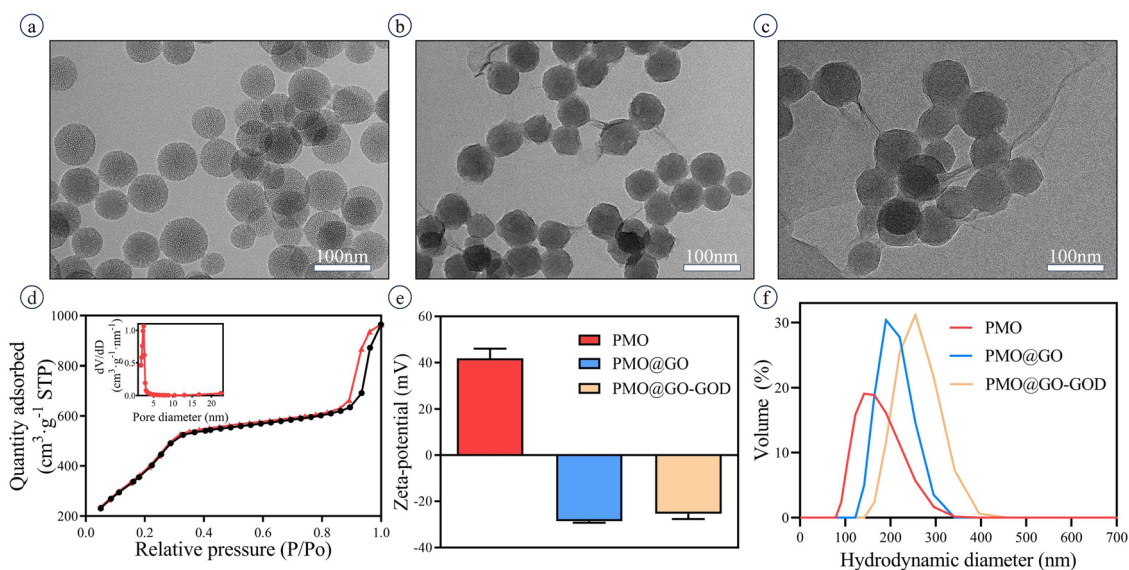 a
b
c
100nm
100nm
100nm
d
e
f
Quantity adsorbed
(cm³·g⁻¹ STP)
1000
800
600
400
200
0.0
0.2
0.4
0.6
0.8
1.0
Relative pressure (P/Po)
dV/dD
(cm³·g⁻¹·nm⁻¹)
1.0
0.5
0.0
5
10
15
20
Pore diameter (nm)
Zeta-potential (mV)
60
40
20
0
-20
-40
PMO
PMO@GO
PMO@GO-GOD
Volume (%)
30
20
10
0
0
100
200
300
400
500
600
700
Hydrodynamic diameter (nm)
PMO
PMO@GO
PMO@GO-GOD